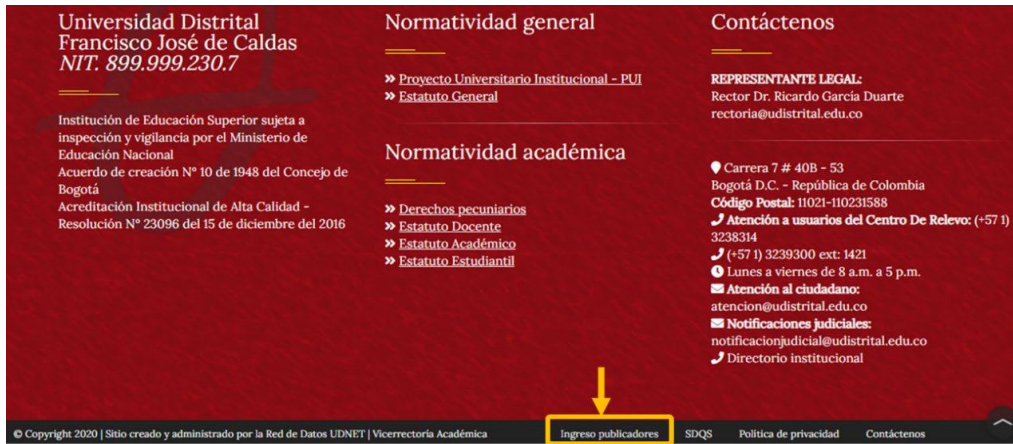 Universidad Distrital
Francisco José de Caldas
NIT. 899.999.230.7
Institución de Educación Superior sujeta a
inspección y vigilancia por el Ministerio de
Educación Nacional
Acuerdo de creación N° 10 de 1948 del Concejo de
Bogotá
Acreditación Institucional de Alta Calidad -
Resolución N° 23096 del 15 de diciembre del 2016
Normatividad general
Proyecto Universitario Institucional - PUI
Estatuto General
Normatividad académica
Derechos pecuniarios
Estatuto Docente
Estatuto Académico
Estatuto Estudiantil
Contáctenos
REPRESENTANTE LEGAL:
Rector Dr. Ricardo García Duarte
rectoria@udistrital.edu.co
Carrera 7 # 40B - 53
Bogotá D.C. - República de Colombia
Código Postal: 11021-110231588
Atención a usuarios del Centro De Relevo: (+57 1)
3238314
(+57 1) 3239300 ext: 1421
Lunes a viernes de 8 a.m. a 5 p.m.
Atención al ciudadano:
atencion@udistrital.edu.co
Notificaciones judiciales:
notificacionjudicial@udistrital.edu.co
Directorio institucional
© Copyright 2020 | Sitio creado y administrado por la Red de Datos UDNET | Vicerrectoría Académica
Ingreso publicadores
SDQS
Política de privacidad
Contáctenos